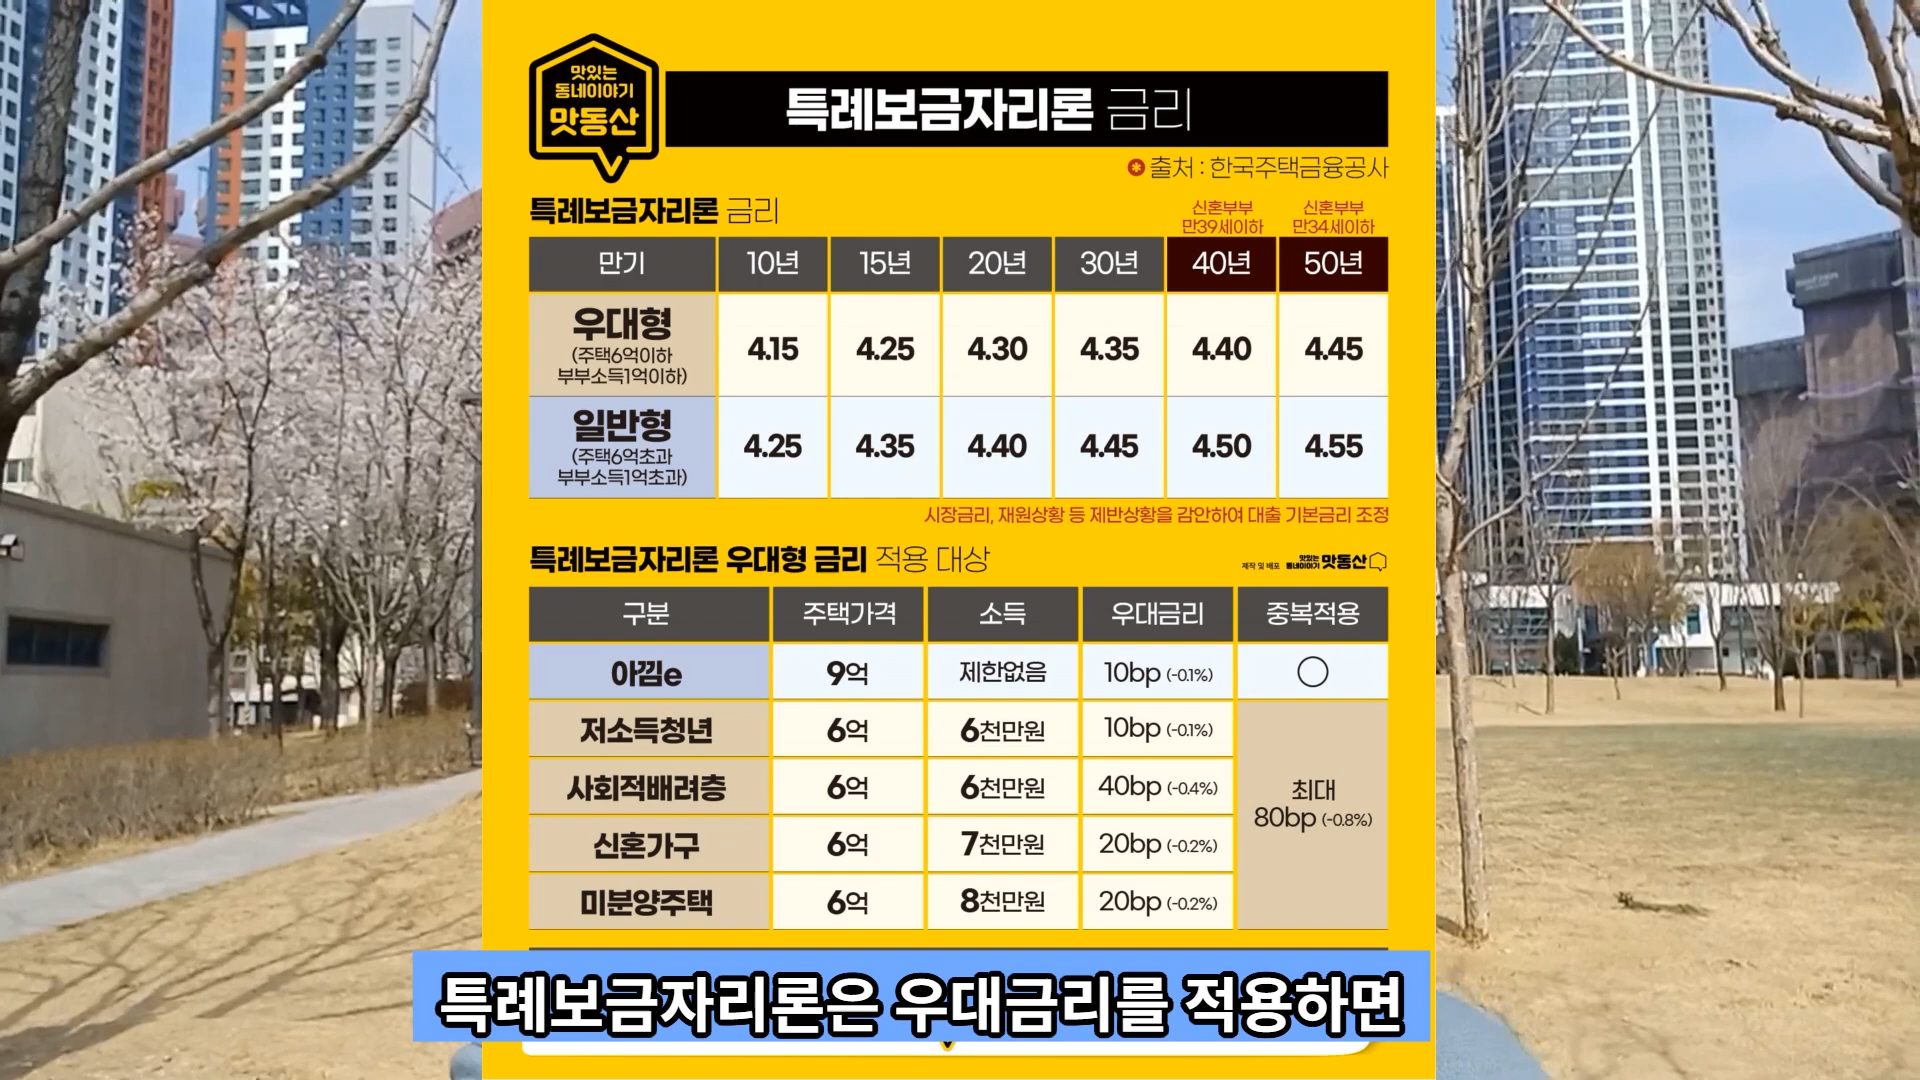 맛있는
동네이야기
맛동산
특례보금자리론 금리
출처 : 한국주택금융공사
특례보금자리론 금리
신혼부부
만39세이하
신혼부부
만34세이하
만기 10년 15년 20년 30년 40년 50년
우대형
(주택6억이하
부부소득1억이하)
4.15 4.25 4.30 4.35 4.40 4.45
일반형
(주택6억초과
부부소득1억초과)
4.25 4.35 4.40 4.45 4.50 4.55
시장금리, 재원상황 등 제반상황을 감안하여 대출 기본금리 조정
특례보금자리론 우대형 금리 적용 대상
제작 및 배포 맛있는 동네이야기 맛동산
구분 주택가격 소득 우대금리 중복적용
아낌e 9억 제한없음 10bp (-0.1%) ○
저소득청년 6억 6천만원 10bp (-0.1%)
사회적배려층 6억 6천만원 40bp (-0.4%)
신혼가구 6억 7천만원 20bp (-0.2%)
미분양주택 6억 8천만원 20bp (-0.2%)
최대
80bp (-0.8%)
특례보금자리론은 우대금리를 적용하면